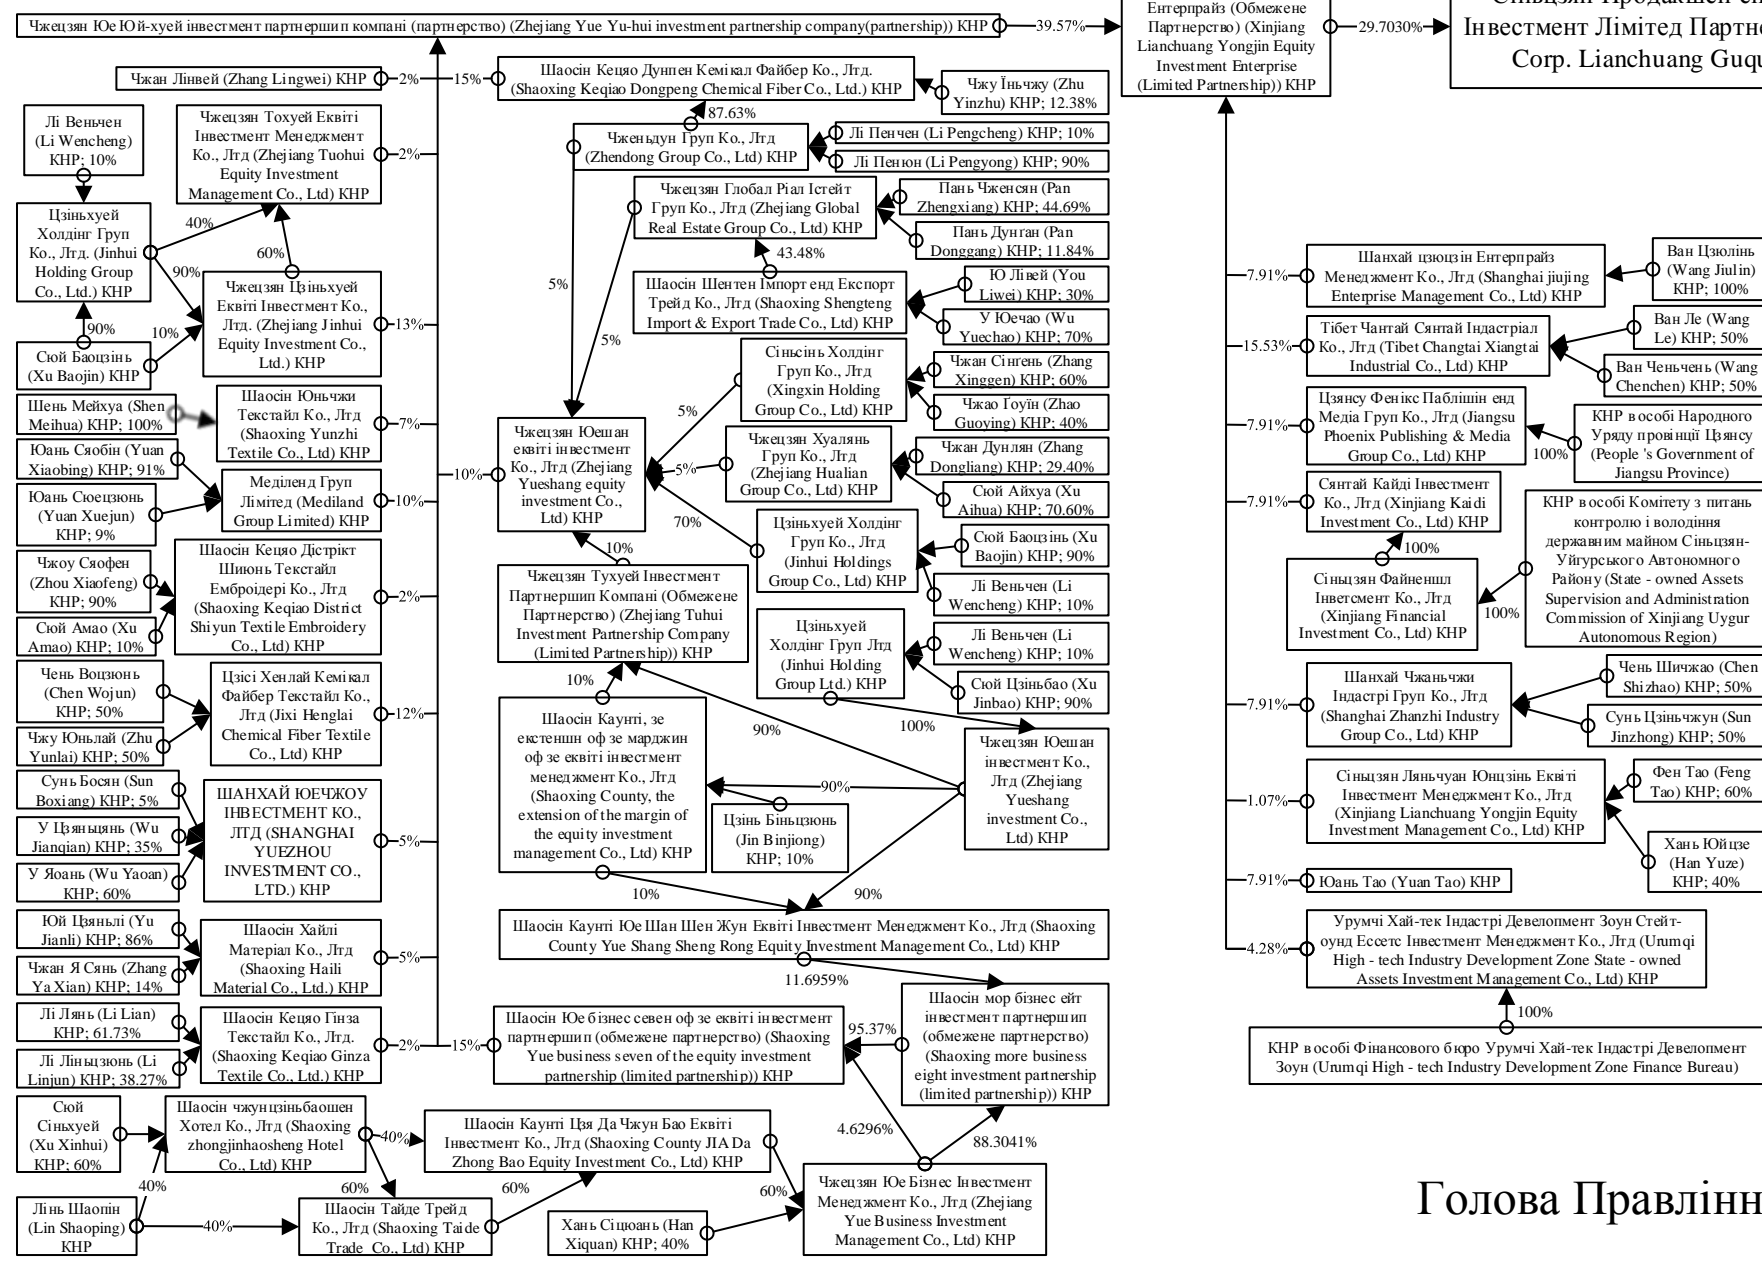 Чжецзян Юе Юй-хуей інвестмент партнершип компані (партнерство) (Zhejiang Yue Yu-hui investment partnership company(partnership)) КНР
39.57%
Ентерпрайз (Обмежене
Партнерство) (Xinjiang
Lianchuang Yongjin Equity
Investment Enterprise
(Limited Partnership)) КНР
29.7030%
Інвестмент Лімітед Партне
Corp. Lianchuang Guqu
Чжан Лінвей (Zhang Lingwei) КНР
2%
15%
Шаосін Кецяо Дунпен Кемікал Файбер Ко., Лтд.
(Shaoxing Keqiao Dongpeng Chemical Fiber Co., Ltd.) КНР
Чжу Їньчжу (Zhu
Yinzhu) КНР; 12.38%
87.63%
Чженьдун Груп Ко., Лтд
(Zhendong Group Co., Ltd) КНР
Лі Пенчен (Li Pengcheng) КНР; 10%
Лі Пенюн (Li Pengyong) КНР; 90%
Лі Веньчен
(Li Wencheng)
КНР; 10%
Чжецзян Тохуей Еквіті
Інвестмент Менеджмент
Ко., Лтд (Zhejiang Tuohui
Equity Investment
Management Co., Ltd) КНР
2%
Чжецзян Глобал Ріал Істейт
Груп Ко., Лтд (Zhejiang Global
Real Estate Group Co., Ltd) КНР
Пань Чженсян (Pan
Zhengxiang) КНР; 44.69%
Пань Дунган (Pan
Donggang) КНР; 11.84%
43.48%
Цзіньхуей
Холдінг Груп
Ко., Лтд. (Jinhui
Holding Group
Co., Ltd.) КНР
40%
60%
90%
Чжецзян Цзіньхуей
Еквіті Інвестмент Ко.,
Лтд. (Zhejiang Jinhui
Equity Investment Co.,
Ltd.) КНР
13%
5%
5%
Шаосін Шентен Імпорт енд Експорт
Трейд Ко., Лтд (Shaoxing Shengteng
Import & Export Trade Co., Ltd) КНР
Ю Лівей (You
Liwei) КНР; 30%
У Юечао (Wu
Yuechao) КНР; 70%
90%
10%
Сюй Баоцзінь
(Xu Baojin) КНР
Сіньсінь Холдінг
Груп Ко., Лтд
(Xingxin Holding
Group Co., Ltd) КНР
Чжан Сінген (Zhang
Xinggen) КНР; 60%
Чжао Гоуїн (Zhao
Guoying) КНР; 40%
5%
Шень Мейхуа (Shen
Meihua) КНР; 100%
Шаосін Юньчжи
Текстайл Ко., Лтд
(Shaoxing Yunzhi
Textile Co., Ltd) КНР
7%
10%
Чжецзян Юешан
еквіті інвестмент
Ко., Лтд (Zhejiang
Yueshang equity
investment Co.,
Ltd) КНР
5%
Чжецзян Хуалянь
Груп Ко., Лтд
(Zhejiang Hualian
Group Co., Ltd) КНР
Чжан Дунлян (Zhang
Dongliang) КНР; 29.40%
Сюй Айхуа (Xu
Aihua) КНР; 70.60%
Юань Сяобін (Yuan
Xiaobing) КНР; 91%
Юань Сюецзюнь
(Yuan Xuejun)
КНР; 9%
Меділенд Груп
Лімітед (Mediland
Group Limited) КНР
10%
70%
Цзіньхуей Холдінг
Груп Ко., Лтд
(Jinhui Holdings
Group Co., Ltd) КНР
Сюй Баоцзінь (Xu
Baojin) КНР; 90%
Лі Веньчен (Li
Wencheng) КНР; 10%
10%
Чжоу Сяофен
(Zhou Xiaofeng)
КНР; 90%
Сюй Амао (Xu
Amao) КНР; 10%
Шаосін Кецяо Дістрікт
Шиюнь Текстайл
Ембройдері Ко., Лтд
(Shaoxing Keqiao District
Shiyun Textile Embroidery
Co., Ltd) КНР
2%
Чжецзян Тухуей Інвестмент
Партнершип Компані (Обмежене
Партнерство) (Zhejiang Tuhui
Investment Partnership Company
(Limited Partnership)) КНР
Цзіньхуей
Холдінг Груп Лтд
(Jinhui Holding
Group Ltd.) КНР
Лі Веньчен (Li
Wencheng) КНР; 10%
Сюй Цзіньбао (Xu
Jinbao) КНР; 90%
Чень Воцзюнь
(Chen Wojun)
КНР; 50%
Чжу Юньлай (Zhu
Yunlai) КНР; 50%
Цзісі Хенлай Кемікал
Файбер Текстайл Ко.,
Лтд (Jixi Henglai
Chemical Fiber Textile
Co., Ltd) КНР
12%
10%
90%
100%
Шаосін Каунті, зе
екстеншн оф зе марджин
оф зе еквіті інвестмент
менеджмент Ко., Лтд
(Shaoxing County, the
extension of the margin of
the equity investment
management Co., Ltd) КНР
90%
Цзінь Біньцзюнь
(Jin Binjiong)
КНР; 10%
Чжецзян Юешан
інвестмент Ко.,
Лтд (Zhejiang
Yueshang
investment Co.,
Ltd) КНР
Сунь Босян (Sun
Boxiang) КНР; 5%
У Цзяньцянь (Wu
Jianqian) КНР; 35%
У Яоань (Wu Yaoan)
КНР; 60%
ШАНХАЙ ЮЕЧЖОУ
ІНВЕСТМЕНТ КО.,
ЛТД (SHANGHAI
YUEZHOU
INVESTMENT CO.,
LTD.) КНР
5%
10%
90%
Шаосін Каунті Юе Шан Шен Жун Еквіті Інвестмент Менеджмент Ко., Лтд (Shaoxing
County Yue Shang Sheng Rong Equity Investment Management Co., Ltd) КНР
Юй Цзяньлі (Yu
Jianli) КНР; 86%
Чжан Я Сянь (Zhang
Ya Xian) КНР; 14%
Шаосін Хайлі
Матеріал Ко., Лтд
(Shaoxing Haili
Material Co., Ltd.) КНР
5%
11.6959%
Лі Лянь (Li Lian)
КНР; 61.73%
Лі Ліньцзюнь (Li
Linjun) КНР; 38.27%
Шаосін Кецяо Гінза
Текстайл Ко., Лтд.
(Shaoxing Keqiao Ginza
Textile Co., Ltd.) КНР
2%
15%
Шаосін Юе бізнес севен оф зе еквіті інвестмент
партнершип (обмежене партнерство) (Shaoxing
Yue business seven of the equity investment
partnership (limited partnership)) КНР
95.37%
Шаосін мор бізнес ейт
інвестмент партнершип
(обмежене партнерство)
(Shaoxing more business
eight investment partnership
(limited partnership)) КНР
4.6296%
88.3041%
Сюй
Сіньхуей
(Xu Xinhui)
КНР; 60%
Шаосін чжунцзіньбаошен
Хотел Ко., Лтд (Shaoxing
zhongjinhaosheng Hotel
Co., Ltd) КНР
40%
Шаосін Каунті Цзя Да Чжун Бао Еквіті
Інвестмент Ко., Лтд (Shaoxing County JIA Da
Zhong Bao Equity Investment Co., Ltd) КНР
60%
Чжецзян Юе Бізнес Інвестмент
Менеджмент Ко., Лтд (Zhejiang
Yue Business Investment
Management Co., Ltd) КНР
40%
60%
60%
Лінь Шаопін
(Lin Shaoping)
КНР
40%
Шаосін Тайде Трейд
Ко., Лтд (Shaoxing Taide
Trade Co., Ltd) КНР
Хань Сіцюань (Han
Xiquan) КНР; 40%
7.91%
Шанхай цзюцзін Ентерпрайз
Менеджмент Ко., Лтд (Shanghai jiujing
Enterprise Management Co., Ltd) КНР
Ван Цзюлінь
(Wang Jiulin)
КНР; 100%
15.53%
Тібет Чантай Сянтай Індастріал
Ко., Лтд (Tibet Changtai Xiangtai
Industrial Co., Ltd) КНР
Ван Ле (Wang
Le) КНР; 50%
Ван Ченьчень (Wang
Chenchen) КНР; 50%
7.91%
Цзянсу Фенікс Паблішін енд
Медіа Груп Ко., Лтд (Jiangsu
Phoenix Publishing & Media
Group Co., Ltd) КНР
100%
КНР в особі Народного
Уряду провінції Цзянсу
(People 's Government of
Jiangsu Province)
7.91%
Сянтай Кайді Інвестмент
Ко., Лтд (Xinjiang Kaidi
Investment Co., Ltd) КНР
100%
Сіньцзян Файненшл
Інветсмент Ко., Лтд
(Xinjiang Financial
Investment Co., Ltd) КНР
100%
КНР в особі Комітету з питань
контролю і володіння
державним майном Сіньцзян-
Уйгурського Автономного
Району (State - owned Assets
Supervision and Administration
Commission of Xinjiang Uygur
Autonomous Region)
7.91%
Шанхай Чжаньчжи
Індастрі Груп Ко., Лтд
(Shanghai Zhanzhi Industry
Group Co., Ltd) КНР
Чень Шичжао (Chen
Shizhao) КНР; 50%
Сунь Цзіньчжун (Sun
Jinzhong) КНР; 50%
1.07%
Сіньцзян Ляньчуан Юнцзінь Еквіті
Інвестмент Менеджмент Ко., Лтд
(Xinjiang Lianchuang Yongjin Equity
Investment Management Co., Ltd) КНР
Фен Тао (Feng
Tao) КНР; 60%
Хань Юйцзе
(Han Yuze)
КНР; 40%
7.91%
Юань Тао (Yuan Tao) КНР
4.28%
Урумчі Хай-тек Індастрі Девелопмент Зоун Стейт-
оунд Ессетс Інвестмент Менеджмент Ко., Лтд (Urumqi
High - tech Industry Development Zone State - owned
Assets Investment Management Co., Ltd) КНР
100%
КНР в особі Фінансового бюро Урумчі Хай-тек Індастрі Девелопмент
Зоун (Urumqi High - tech Industry Development Zone Finance Bureau)
Голова Правлінн